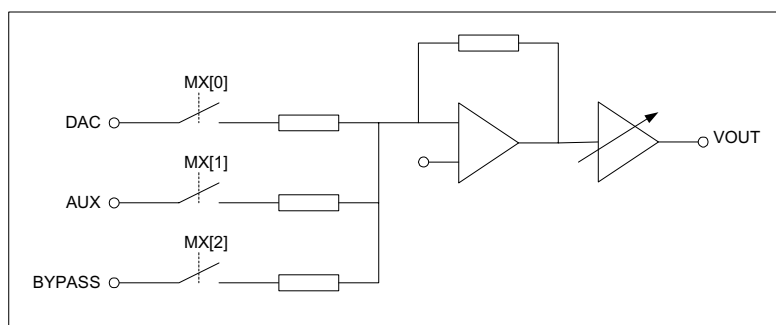 MX[0]
DAC
VOUT
MX[1]
AUX
MX[2]
BYPASS